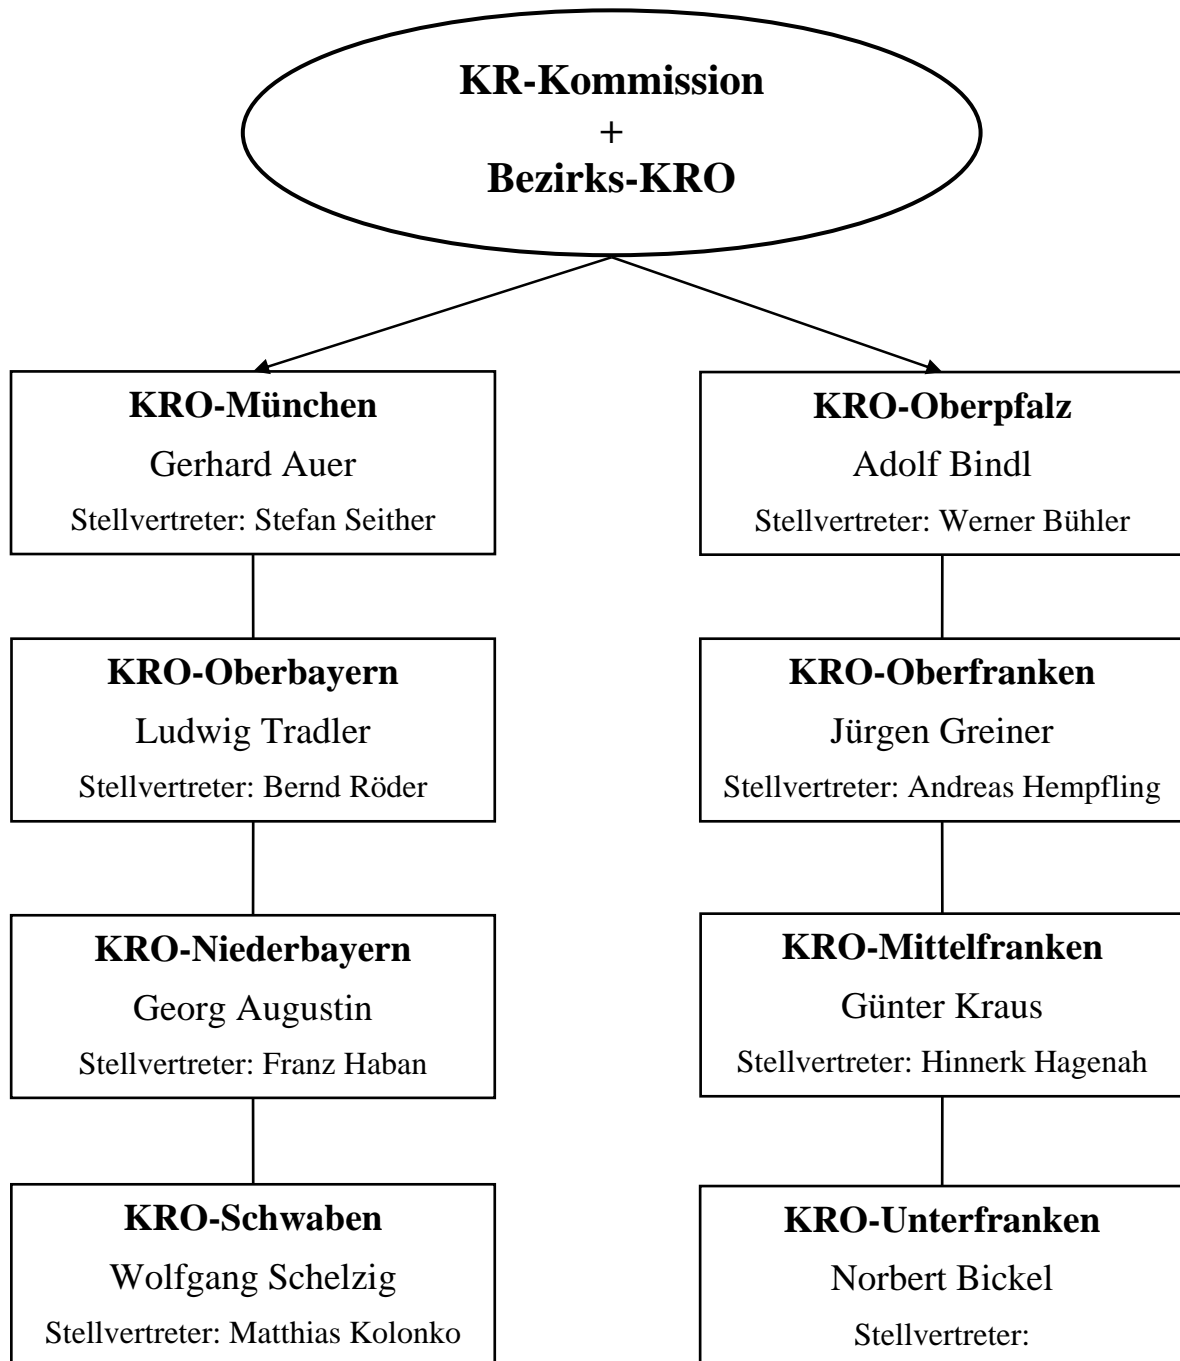 KR-Kommission
+
Bezirks-KRO
KRO-München
Gerhard Auer
Stellvertreter: Stefan Seither
KRO-Oberbayern
Ludwig Tradler
Stellvertreter: Bernd Röder
KRO-Niederbayern
Georg Augustin
Stellvertreter: Franz Haban
KRO-Schwaben
Wolfgang Schelzig
Stellvertreter: Matthias Kolonko
KRO-Oberpfalz
Adolf Bindl
Stellvertreter: Werner Bühler
KRO-Oberfranken
Jürgen Greiner
Stellvertreter: Andreas Hempfling
KRO-Mittelfranken
Günter Kraus
Stellvertreter: Hinnerk Hagenah
KRO-Unterfranken
Norbert Bickel
Stellvertreter: